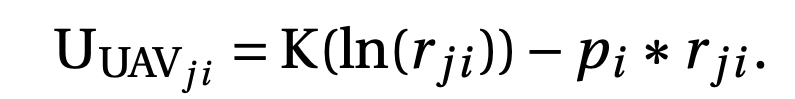 U_{UAV_{ji}} = K(ln(r_{ji})) − p_i * r_{ji}.